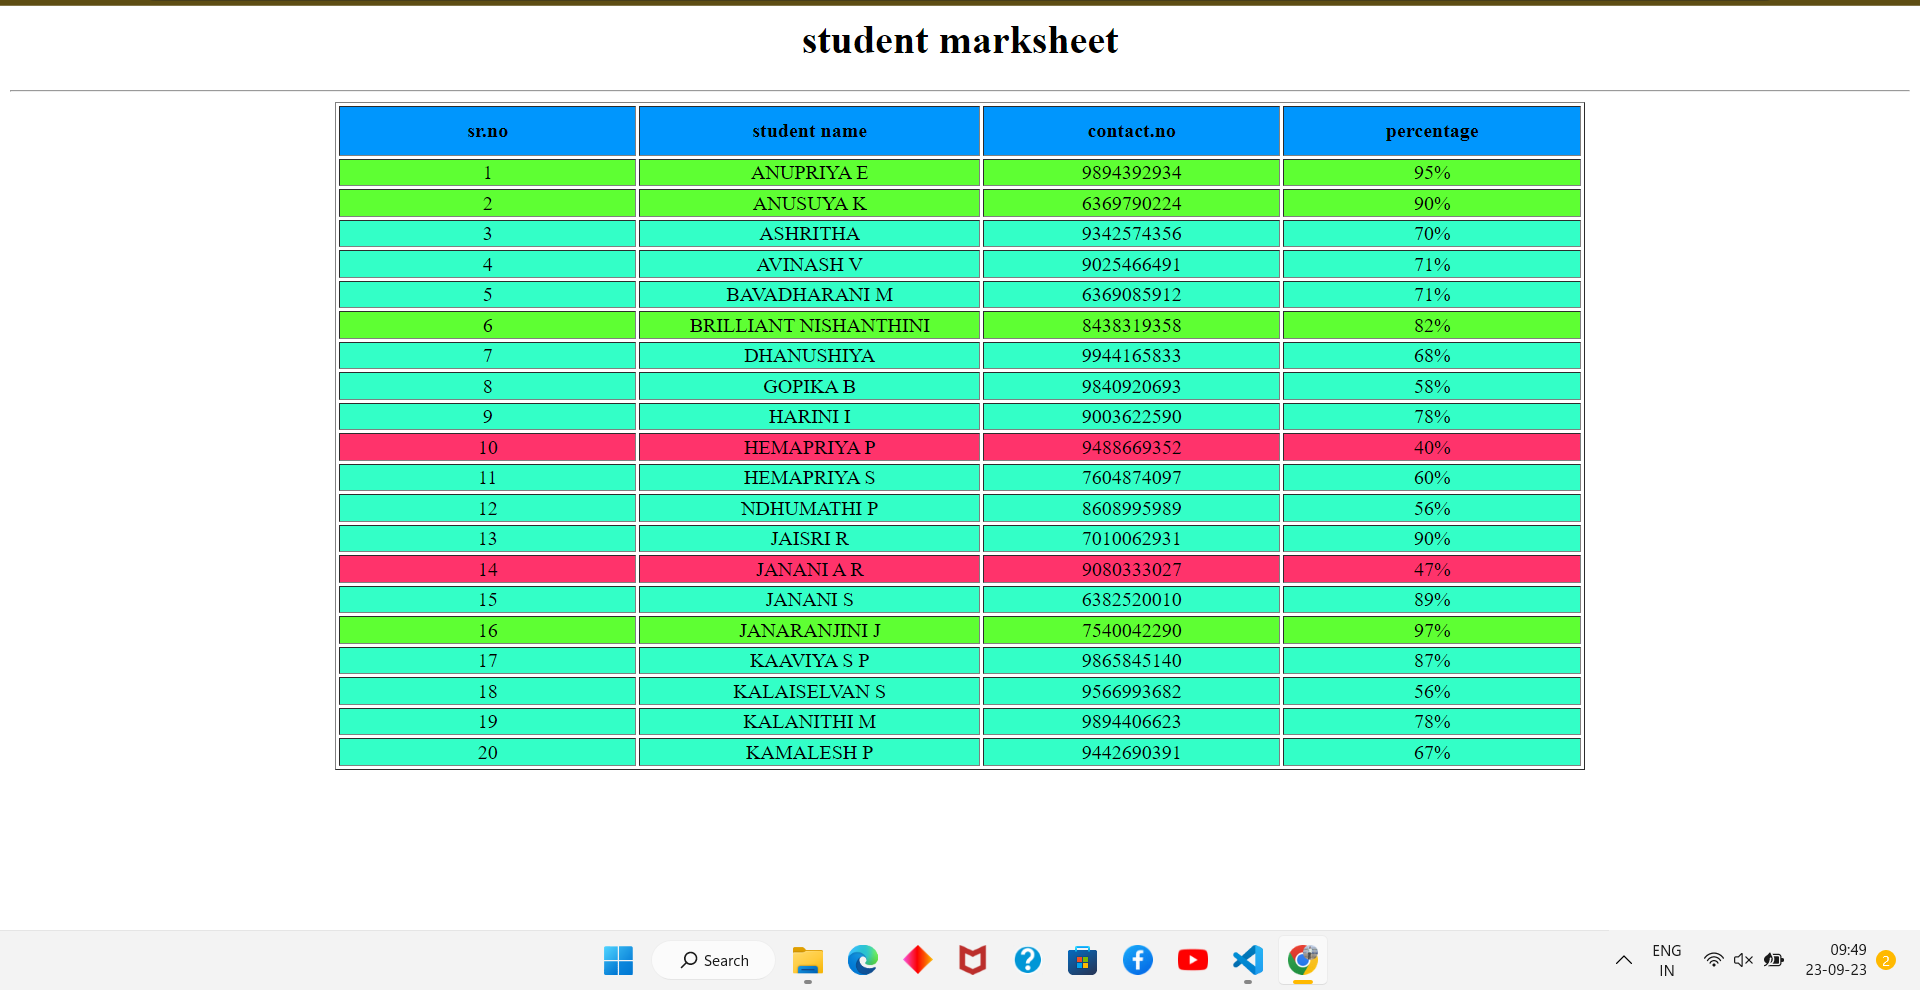 student marksheet
sr.no student name contact.no percentage
1 ANUPRIYA E 9894392934 95%
2 ANUSUYA K 6369790224 90%
3 ASHRITHA 9342574356 70%
4 AVINASH V 9025466491 71%
5 BAVADHARANI M 6369085912 71%
6 BRILLIANT NISHANTHINI 8438319358 82%
7 DHANUSHIYA 9944165833 68%
8 GOPIKA B 9840920693 58%
9 HARINI I 9003622590 78%
10 HEMAPRIYA P 9488669352 40%
11 HEMAPRIYA S 7604874097 60%
12 NDHUMATHI P 8608995989 56%
13 JAISRI R 7010062931 90%
14 JANANI A R 9080333027 47%
15 JANANI S 6382520010 89%
16 JANARANJINI J 7540042290 97%
17 KAAVIYA S P 9865845140 87%
18 KALAISELVAN S 9566993682 56%
19 KALANITHI M 9894406623 78%
20 KAMALESH P 9442690391 67%
Search
ENG
IN
09:49
23-09-23
2